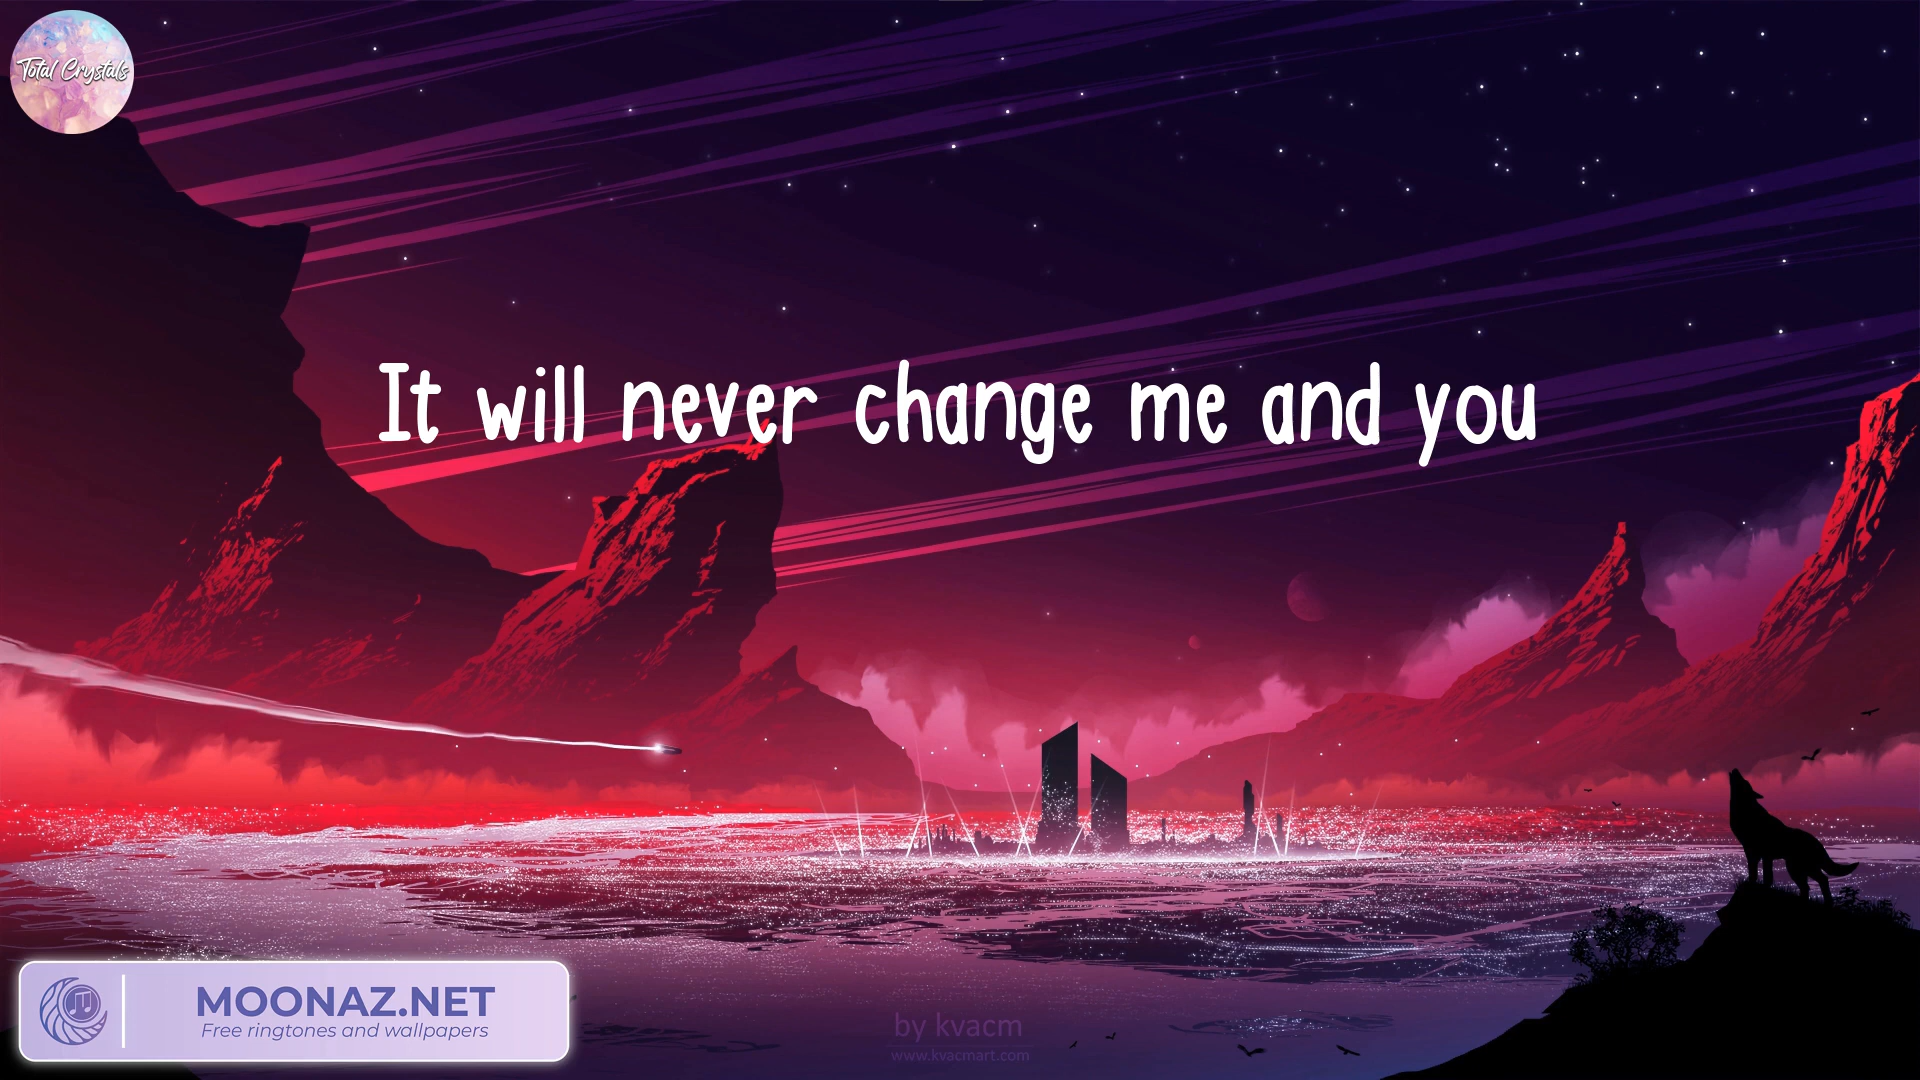 Total Crystals
It will never change me and you
MOONAZ.NET
Free ringtones and wallpapers
by kvacm
www.kvacmart.com